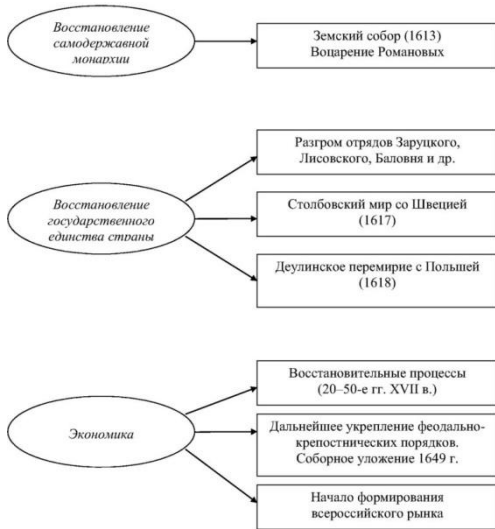 Восстановление
самодержавной
монархии
Земский собор (1613)
Воцарение Романовых
Разгром отрядов Заруцкого,
Лисовского, Баловня и др.
Восстановление
государственного
единства страны
Столбовский мир со Швецией
(1617)
Деулинское перемирие с Польшей
(1618)
Восстановительные процессы
(20–50-е гг. XVII в.)
Экономика
Дальнейшее укрепление феодально-
крепостнических порядков.
Соборное уложение 1649 г.
Начало формирования
всероссийского рынка